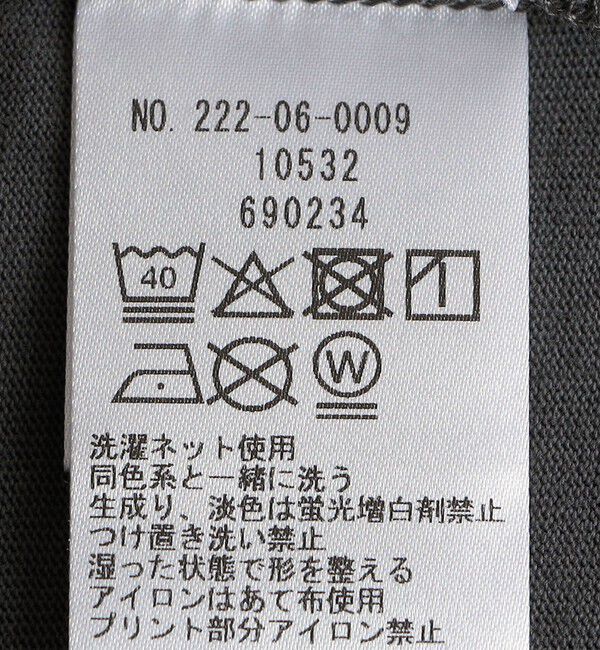 NO. 222-06-0009
10532
690234
40
W
洗濯ネット使用
同色系と一緒に洗う
生成り、淡色は蛍光増白剤禁止
つけ置き洗い禁止
湿った状態で形を整える
アイロンはあて布使用
プリント部分アイロン禁止